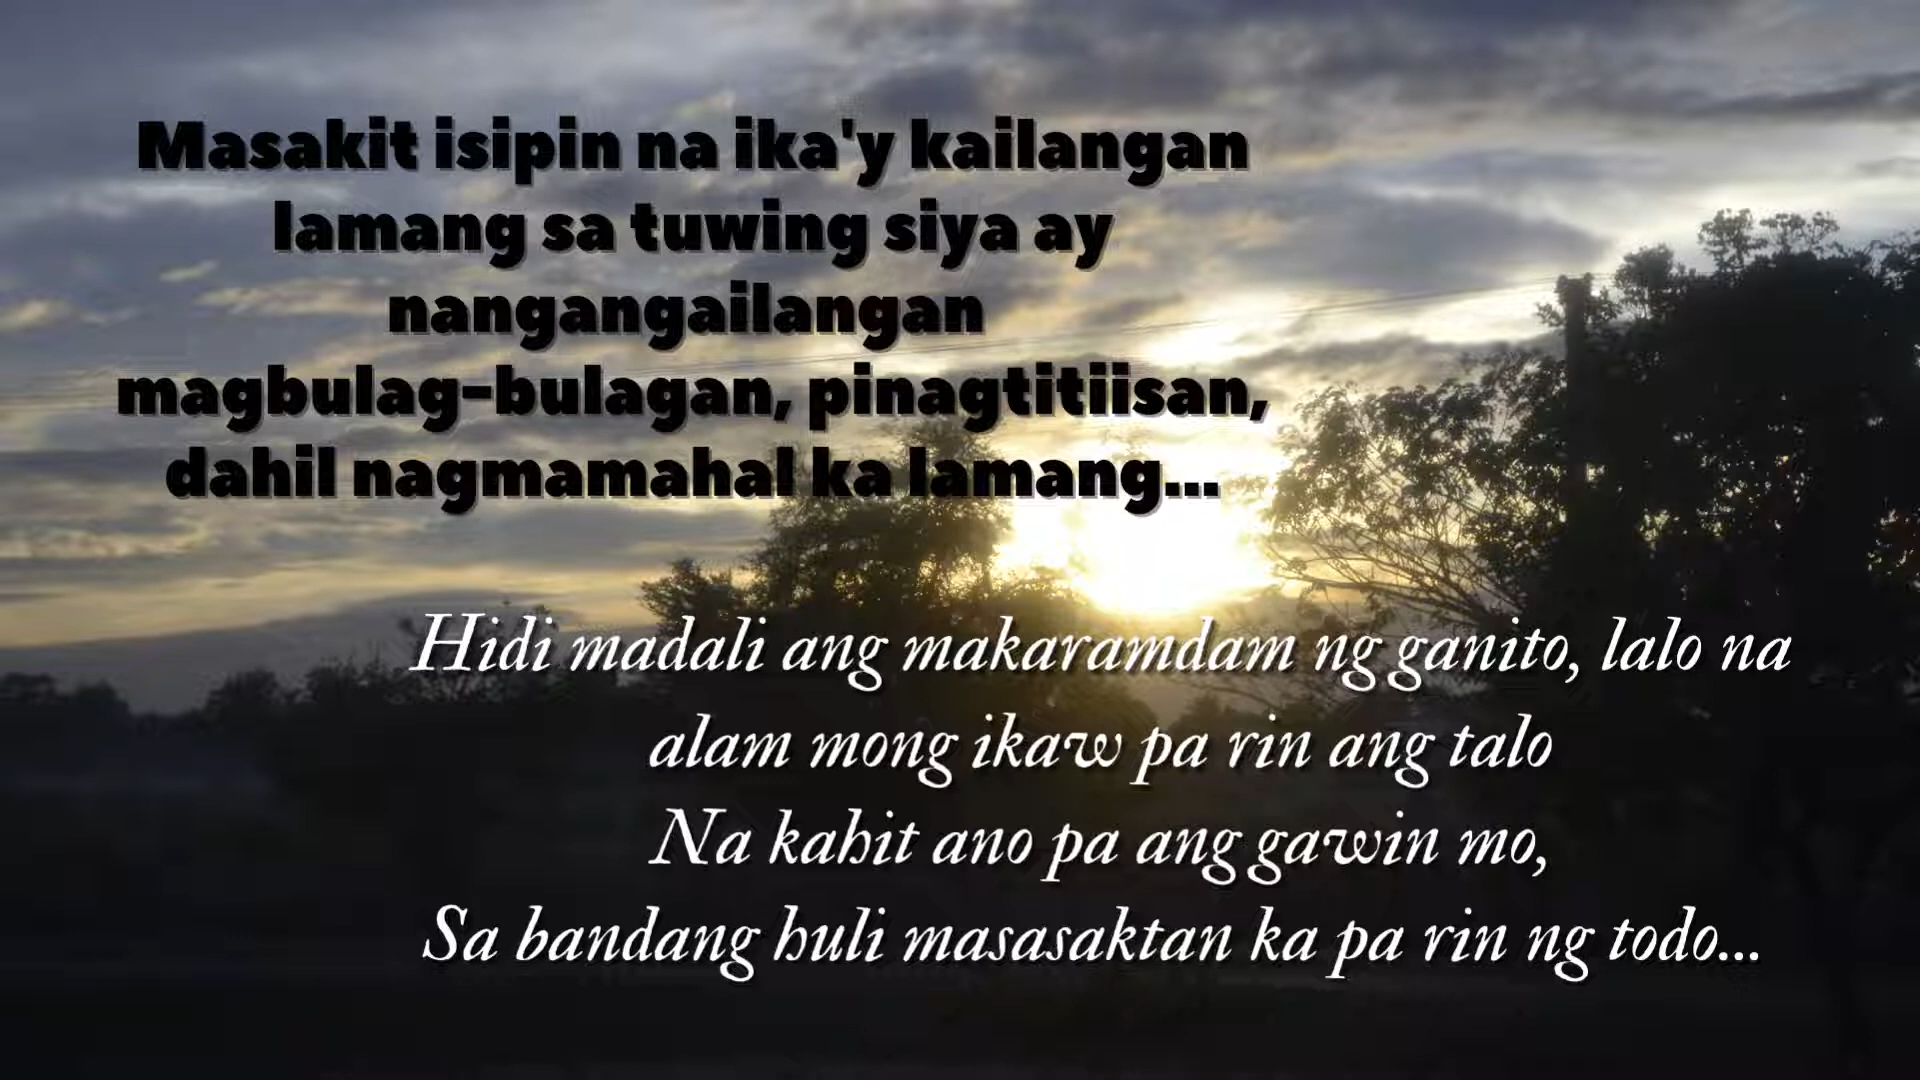 Masakit isipin na ika'y kailangan
lamang sa tuwing siya ay
nangangailangan
magbulag-bulagan, pinagtitiisan,
dahil nagmamahal ka lamang...
Hidi madali ang makaramdam ng ganito, lalo na
alam mong ikaw pa rin ang talo
Na kahit ano pa ang gawin mo,
Sa bandang huli masasaktan ka pa rin ng todo...